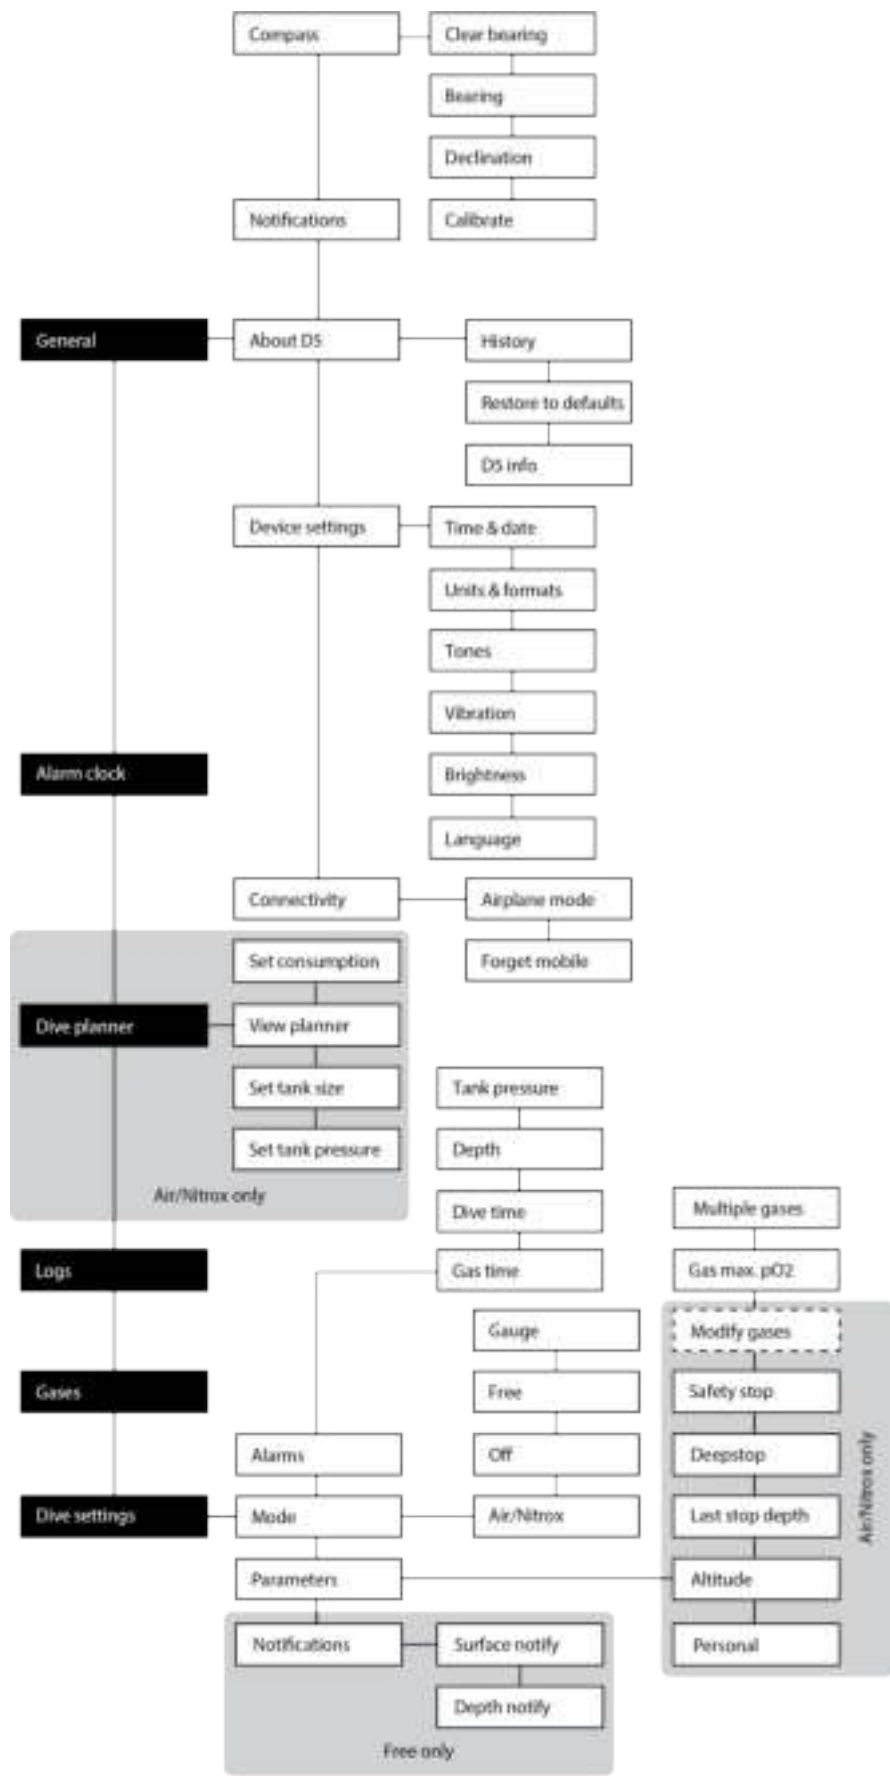 Compass
Clear bearing
Bearing
Declination
Notifications
Calibrate
General
About D5
History
Restore to defaults
D5 info
Device settings
Time & date
Units & formats
Tones
Vibration
Alarm clock
Brightness
Language
Connectivity
Airplane mode
Set consumption
Forget mobile
Dive planner
View planner
Set tank size
Tank pressure
Set tank pressure
Depth
Air/Nitrox only
Dive time
Multiple gases
Logs
Gas time
Gas max. pO2
Gauge
Modify gases
Gases
Free
Safety stop
Alarms
Off
Deepstop
Air/Nitrox only
Dive settings
Mode
Air/Nitrox
Last stop depth
Parameters
Altitude
Notifications
Surface notify
Personal
Depth notify
Free only